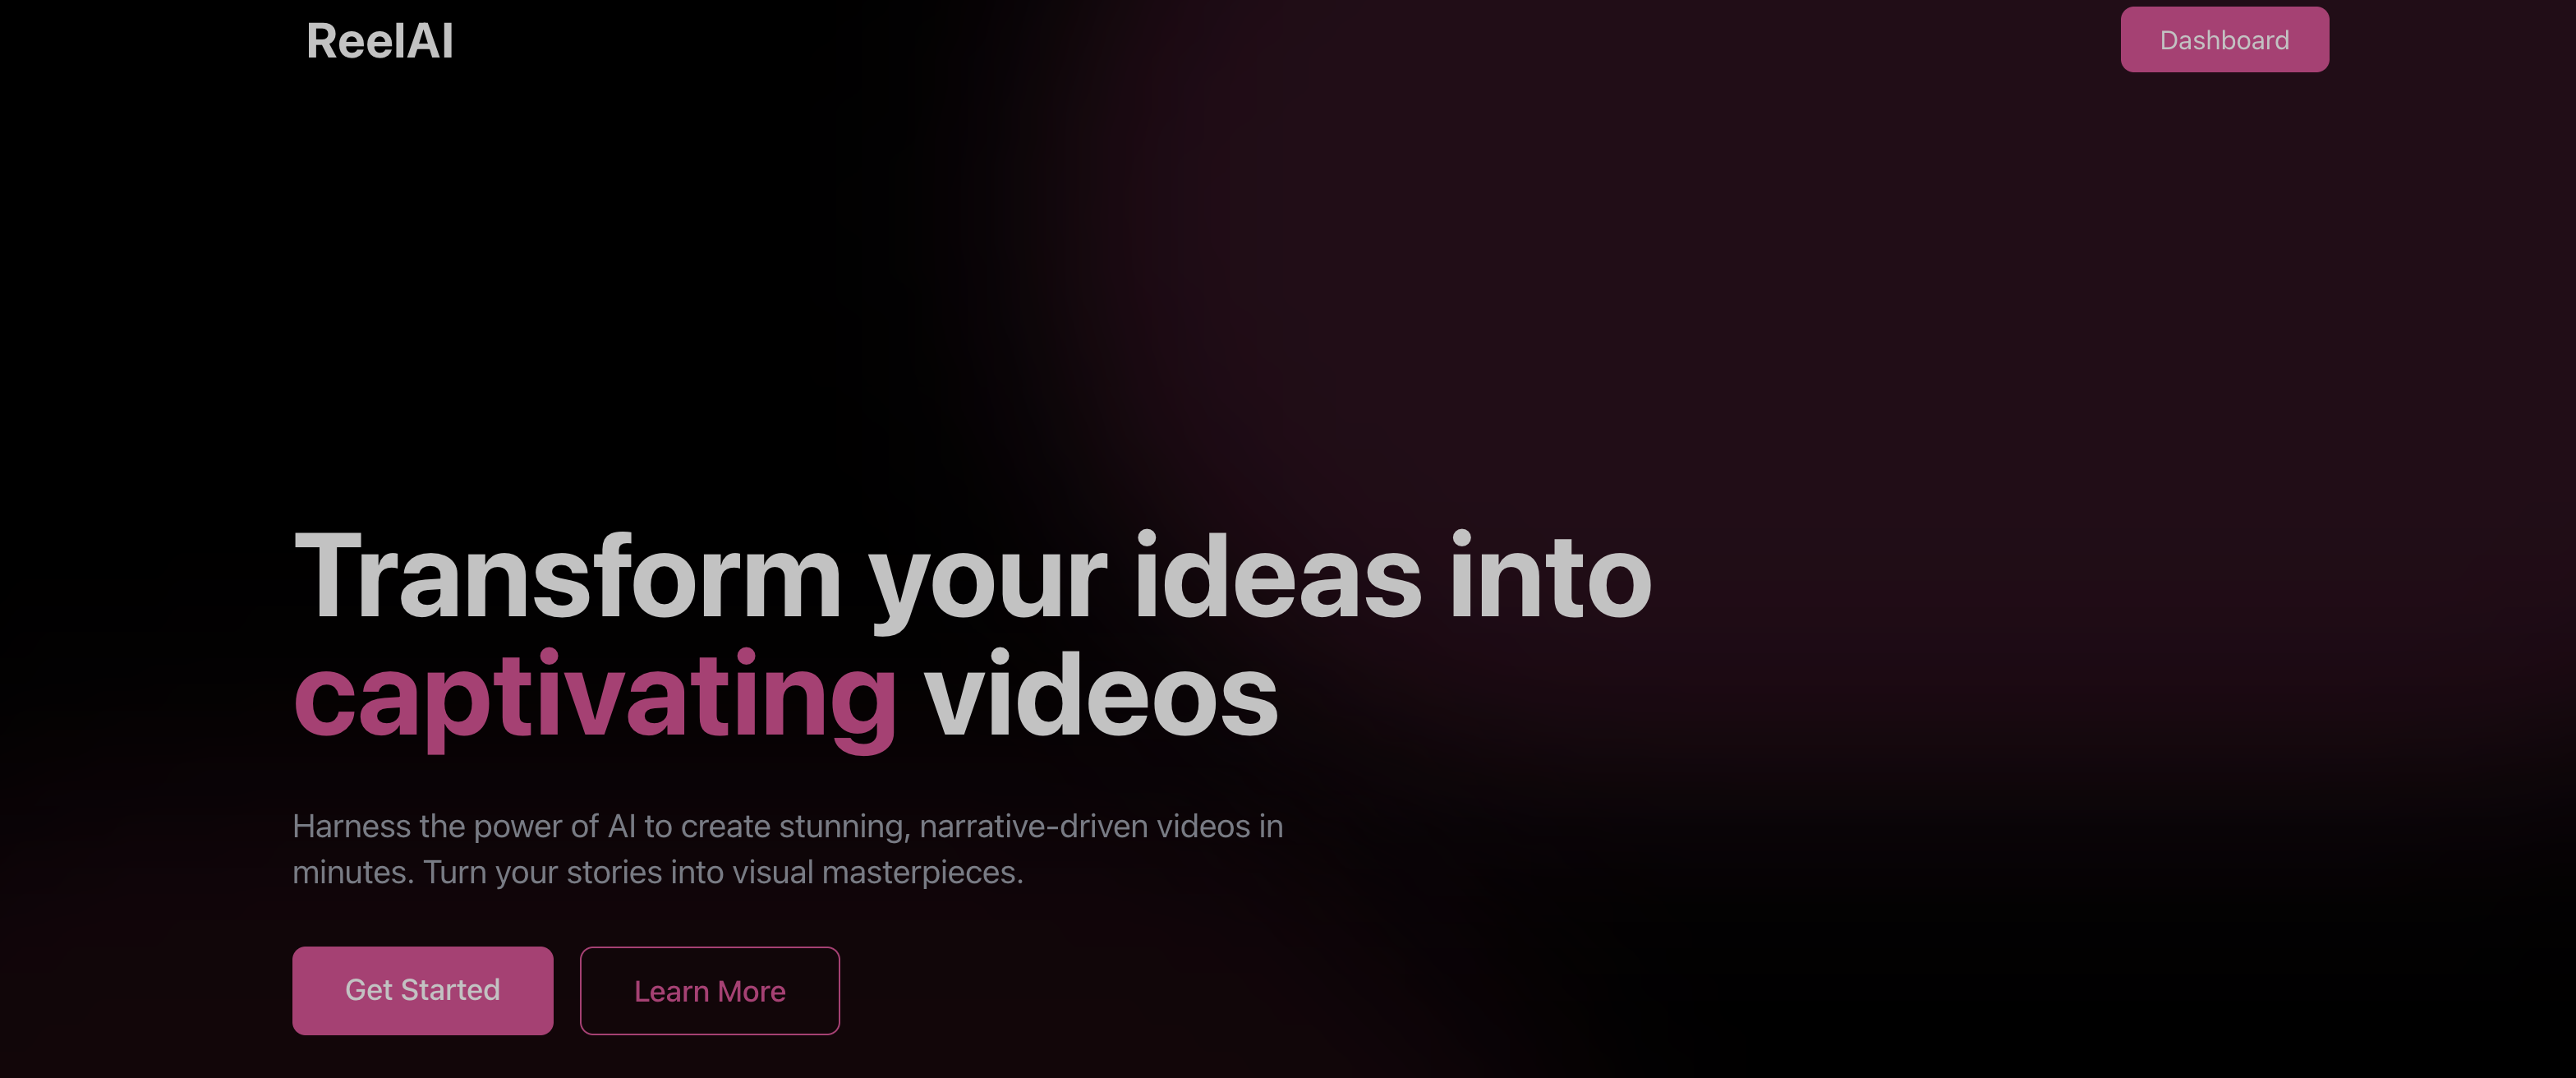 ReelAI
Dashboard
Transform your ideas into
captivating videos
Harness the power of AI to create stunning, narrative-driven videos in
minutes. Turn your stories into visual masterpieces.
Get Started
Learn More